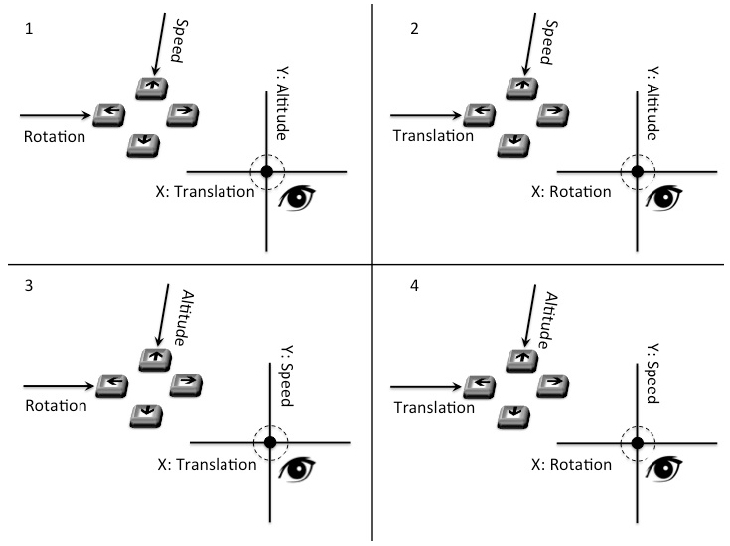 1
Speed
Rotation
Y: Altitude
X: Translation
2
Speed
Translation
Y: Altitude
X: Rotation
3
Altitude
Rotation
Y: Speed
X: Translation
4
Altitude
Translation
Y: Speed
X: Rotation